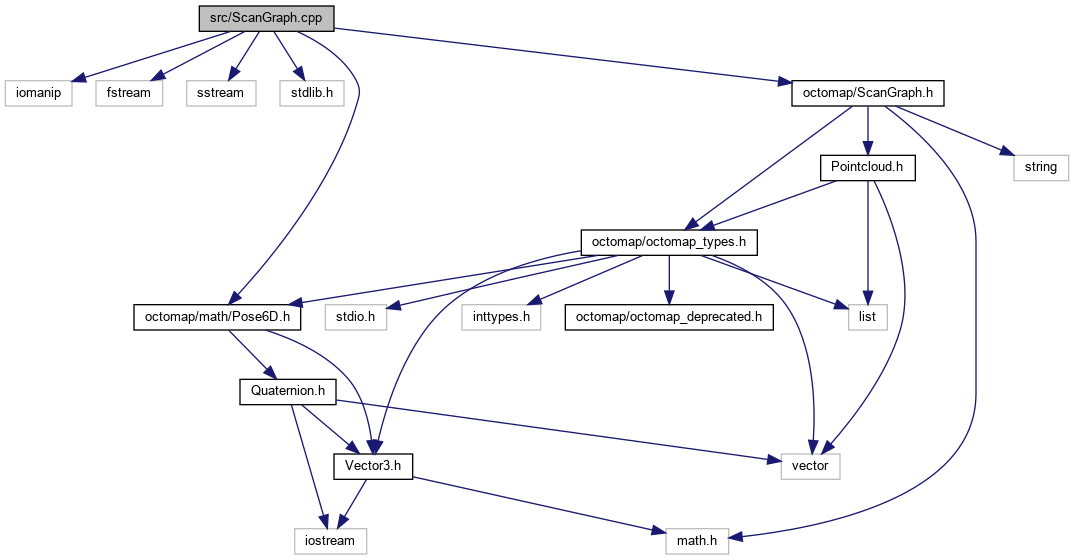 src/ScanGraph.cpp
iomanip
fstream
sstream
stdlib.h
octomap/ScanGraph.h
Pointcloud.h
string
octomap/octomap_types.h
octomap/math/Pose6D.h
stdio.h
inttypes.h
octomap/octomap_deprecated.h
list
Quaternion.h
Vector3.h
vector
iostream
math.h